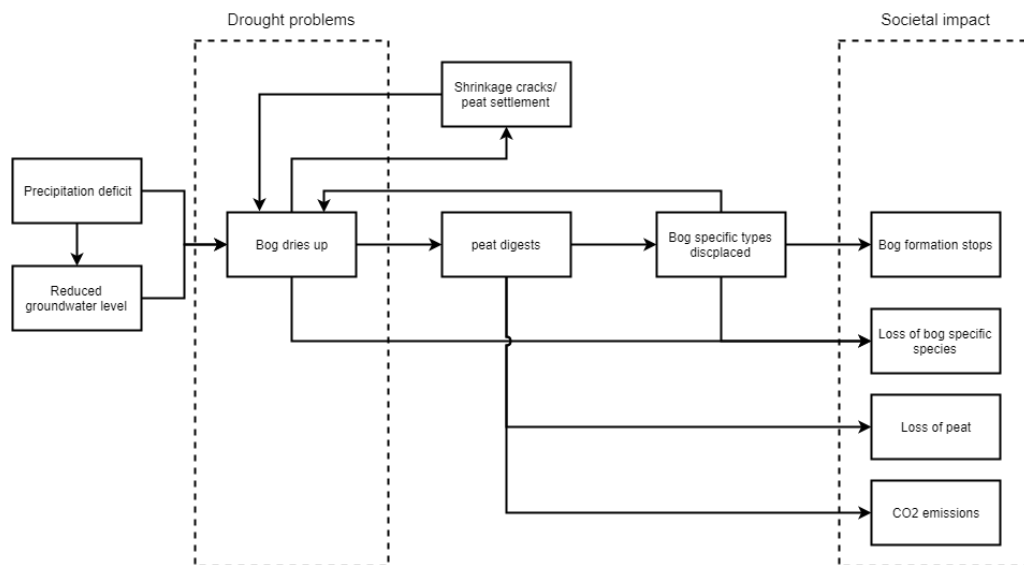 Drought problems
Societal impact
Shrinkage cracks/
peat settlement
Precipitation deficit
Reduced
groundwater level
Bog dries up
peat digests
Bog specific types
discplaced
Bog formation stops
Loss of bog specific
species
Loss of peat
CO2 emissions